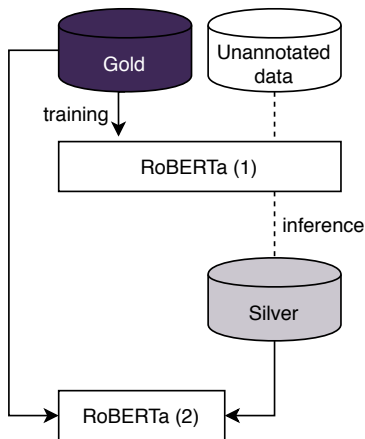 Gold
Unannotated
data
training
RoBERTa (1)
inference
Silver
RoBERTa (2)